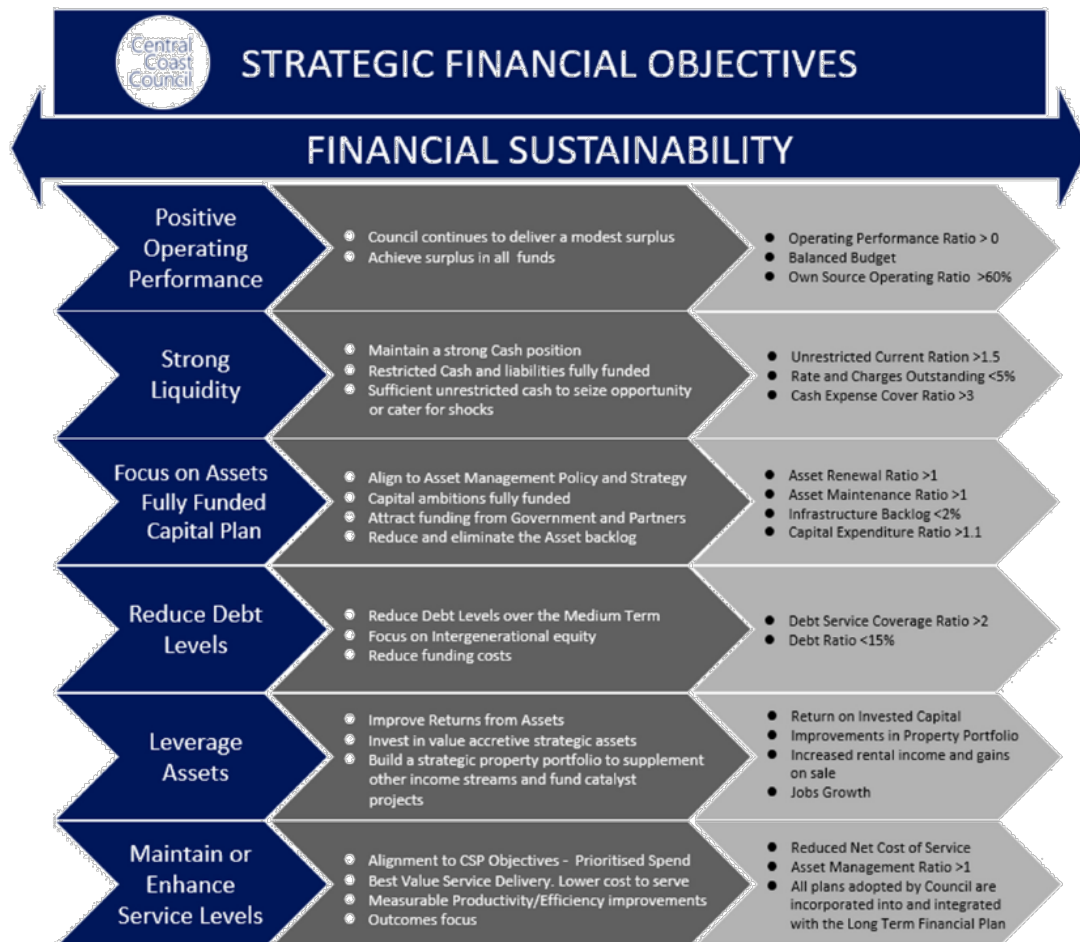 Central
Coast
Council
STRATEGIC FINANCIAL OBJECTIVES
FINANCIAL SUSTAINABILITY
Positive
Operating
Performance
Council continues to deliver a modest surplus
Achieve surplus in all funds
Operating Performance Ratio > 0
Balanced Budget
Own Source Operating Ratio >60%
Strong
Liquidity
Maintain a strong Cash position
Restricted Cash and liabilities fully funded
Sufficient unrestricted cash to seize opportunity
or cater for shocks
Unrestricted Current Ration >1.5
Rate and Charges Outstanding <5%
Cash Expense Cover Ratio >3
Focus on Assets
Fully Funded
Capital Plan
Align to Asset Management Policy and Strategy
Capital ambitions fully funded
Attract funding from Government and Partners
Reduce and eliminate the Asset backlog
Asset Renewal Ratio >1
Asset Maintenance Ratio >1
Infrastructure Backlog <2%
Capital Expenditure Ratio >1.1
Reduce Debt
Levels
Reduce Debt Levels over the Medium Term
Focus on Intergenerational equity
Reduce funding costs
Debt Service Coverage Ratio >2
Debt Ratio <15%
Leverage
Assets
Improve Returns from Assets
Invest in value accretive strategic assets
Build a strategic property portfolio to supplement
other income streams and fund catalyst
projects
Return on Invested Capital
Improvements in Property Portfolio
Increased rental income and gains
on sale
Jobs Growth
Maintain or
Enhance
Service Levels
Alignment to CSP Objectives - Prioritised Spend
Best Value Service Delivery. Lower cost to serve
Measurable Productivity/Efficiency improvements
Outcomes focus
Reduced Net Cost of Service
Asset Management Ratio >1
All plans adopted by Council are
incorporated into and integrated
with the Long Term Financial Plan